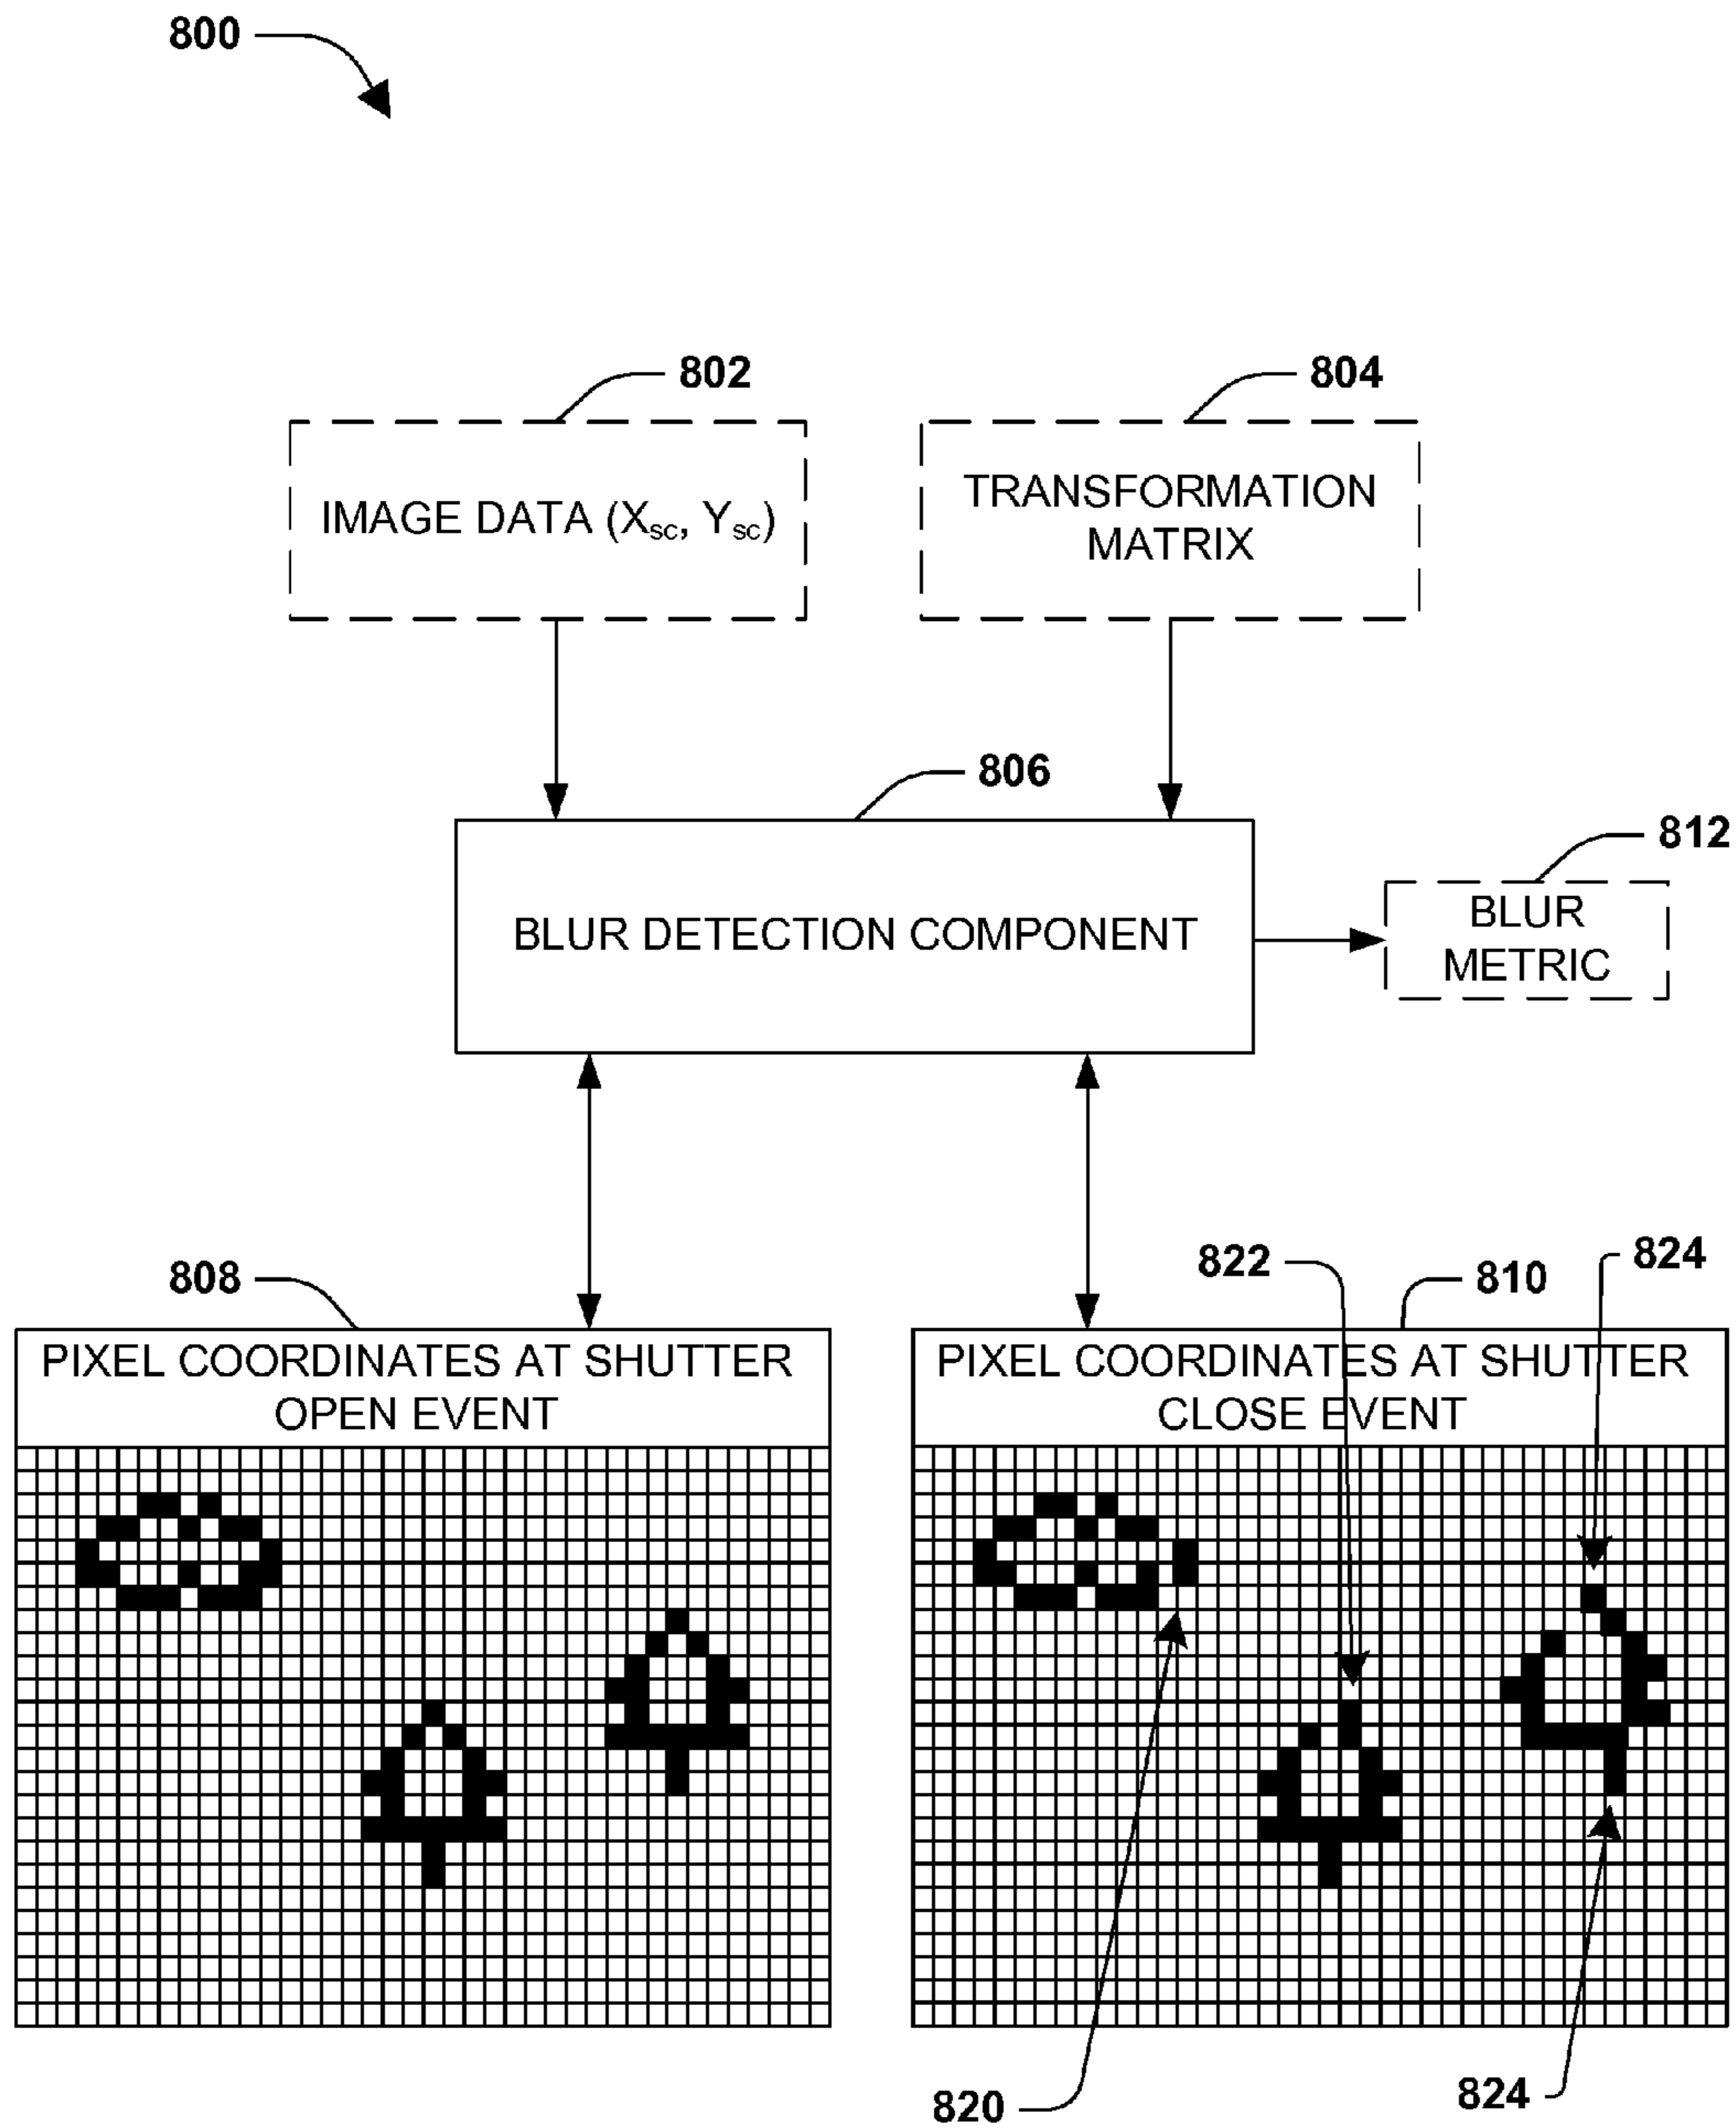 800
802
804
IMAGE DATA (Xsc, Ysc)
TRANSFORMATION
MATRIX
806
812
BLUR DETECTION COMPONENT
BLUR
METRIC
808
822
810
824
PIXEL COORDINATES AT SHUTTER
OPEN EVENT
PIXEL COORDINATES AT SHUTTER
CLOSE EVENT
820
824